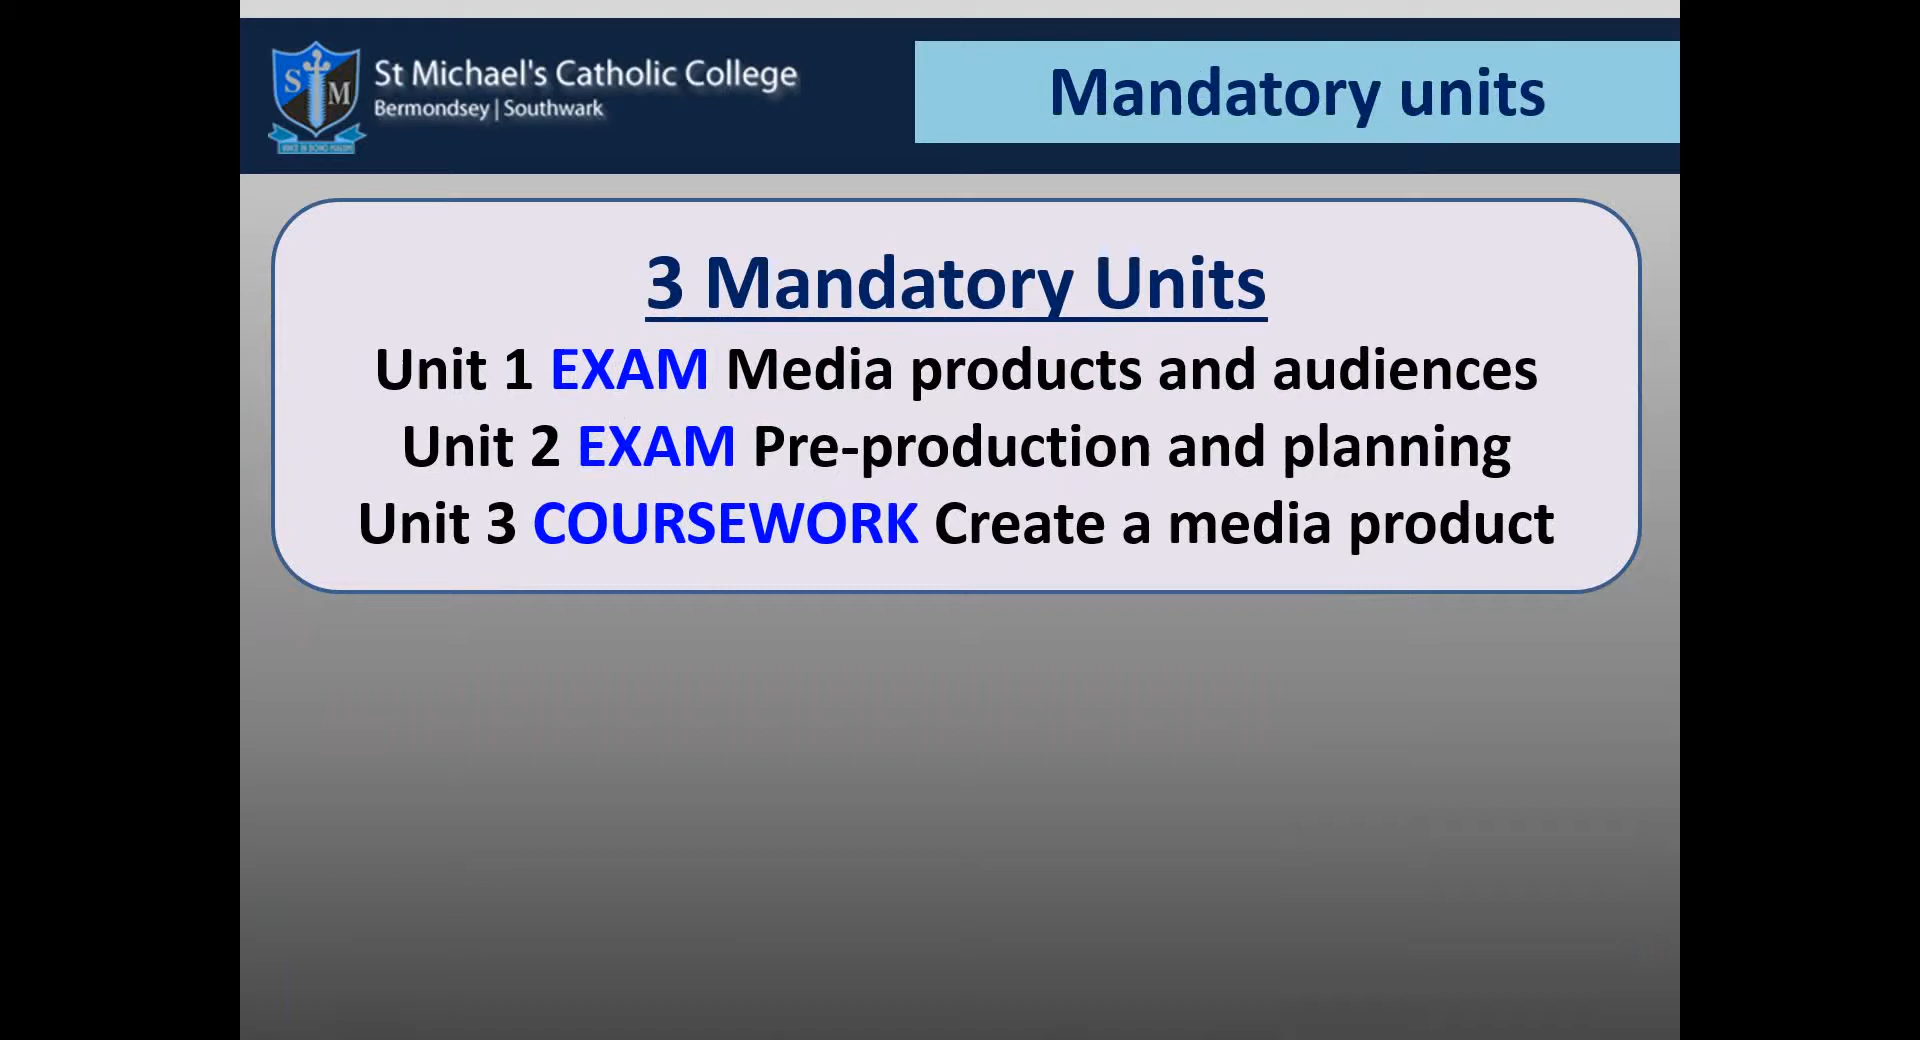 St Michael's Catholic College
Bermondsey | Southwark
Mandatory units
3 Mandatory Units
Unit 1 EXAM Media products and audiences
Unit 2 EXAM Pre-production and planning
Unit 3 COURSEWORK Create a media product
S M